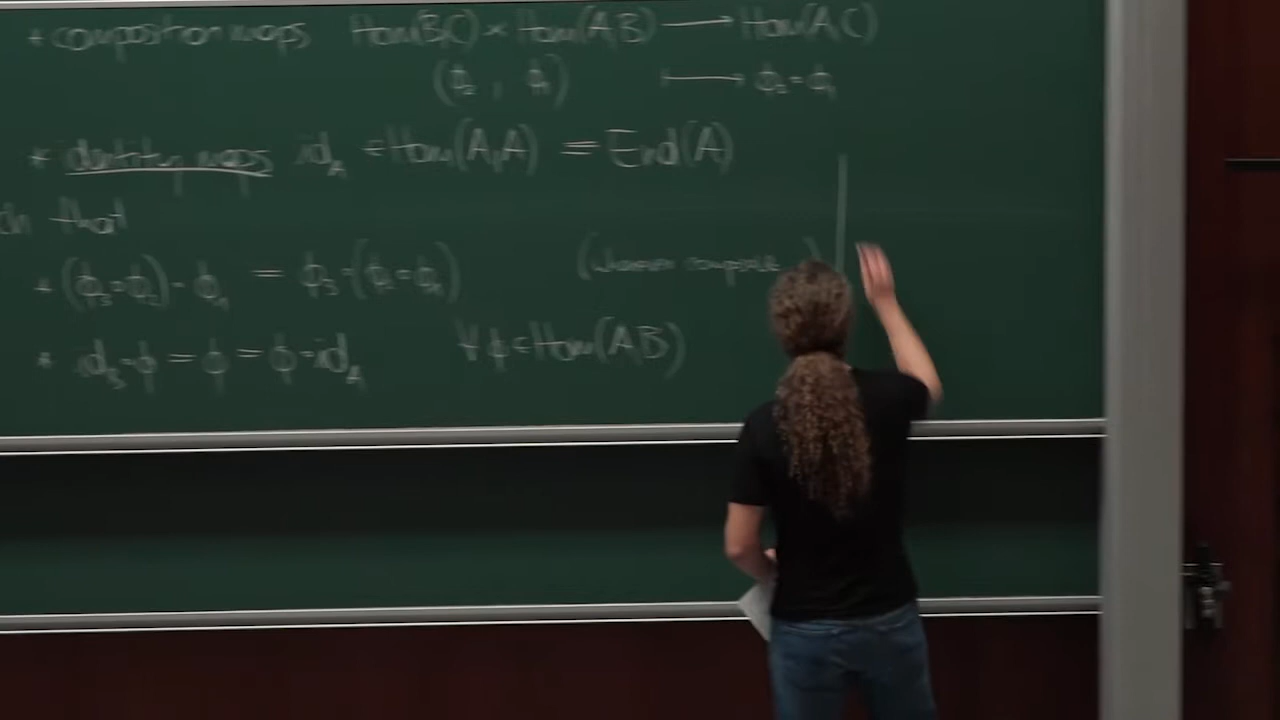 * composition maps Hom(B,C) × Hom(A,B) ⟶ Hom(A,C)
(ϕ₂ , ϕ₁) ⟼ ϕ₂∘ϕ₁
* identity maps id_A ∈ Hom(A,A) = End(A)
that
* (ϕ₃∘ϕ₂)∘ϕ₁ = ϕ₃∘(ϕ₂∘ϕ₁) (whenever composable)
* id_B∘ϕ = ϕ = ϕ∘id_A ∀ ϕ ∈ Hom(A,B)